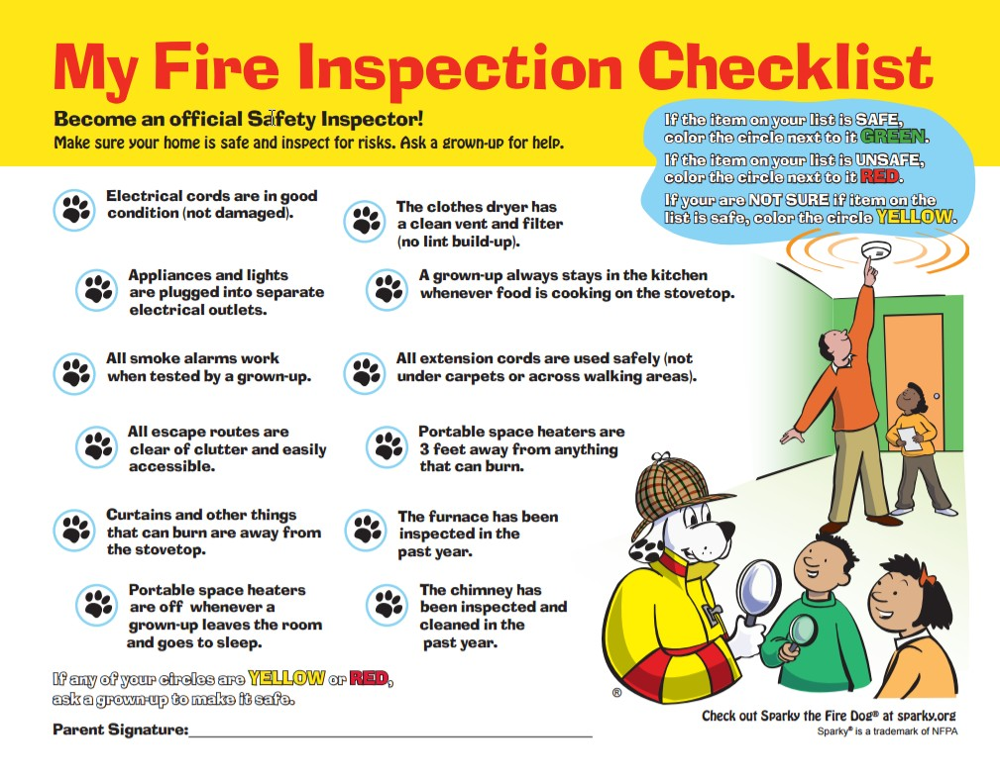 My Fire Inspection Checklist
Become an official Safety Inspector!
Make sure your home is safe and inspect for risks. Ask a grown-up for help.
If the item on your list is SAFE,
color the circle next to it GREEN.
If the item on your list is UNSAFE,
color the circle next to it RED.
If your are NOT SURE if item on the
list is safe, color the circle YELLOW.
Electrical cords are in good
condition (not damaged).
Appliances and lights
are plugged into separate
electrical outlets.
All smoke alarms work
when tested by a grown-up.
All escape routes are
clear of clutter and easily
accessible.
Curtains and other things
that can burn are away from
the stovetop.
Portable space heaters
are off whenever a
grown-up leaves the room
and goes to sleep.
The clothes dryer has
a clean vent and filter
(no lint build-up).
A grown-up always stays in the kitchen
whenever food is cooking on the stovetop.
All extension cords are used safely (not
under carpets or across walking areas).
Portable space heaters are
3 feet away from anything
that can burn.
The furnace has been
inspected in the
past year.
The chimney has
been inspected and
cleaned in the
past year.
If any of your circles are YELLOW or RED,
ask a grown-up to make it safe.
Parent Signature:
®
Check out Sparky the Fire Dog® at sparky.org
Sparky® is a trademark of NFPA